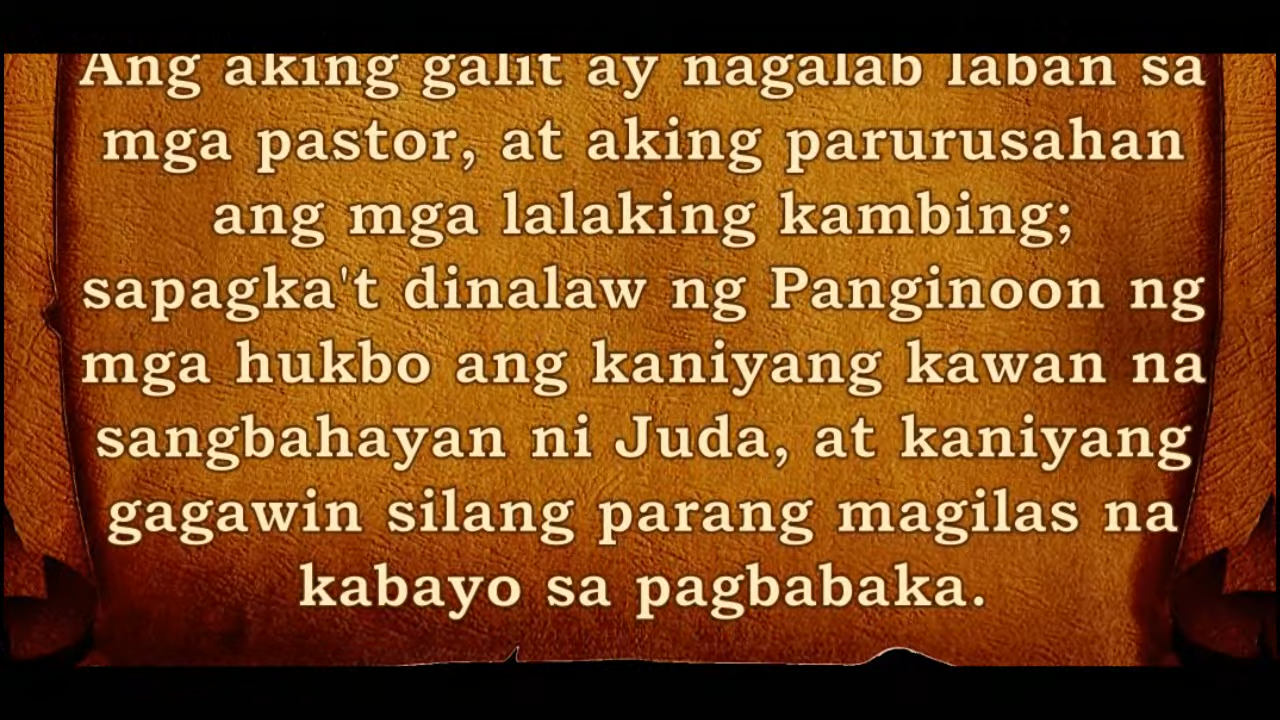 Ang aking galit ay nagalab laban sa
mga pastor, at aking parurusahan
ang mga lalaking kambing;
sapagka't dinalaw ng Panginoon ng
mga hukbo ang kaniyang kawan na
sangbahayan ni Juda, at kaniyang
gagawin silang parang magilas na
kabayo sa pagbabaka.